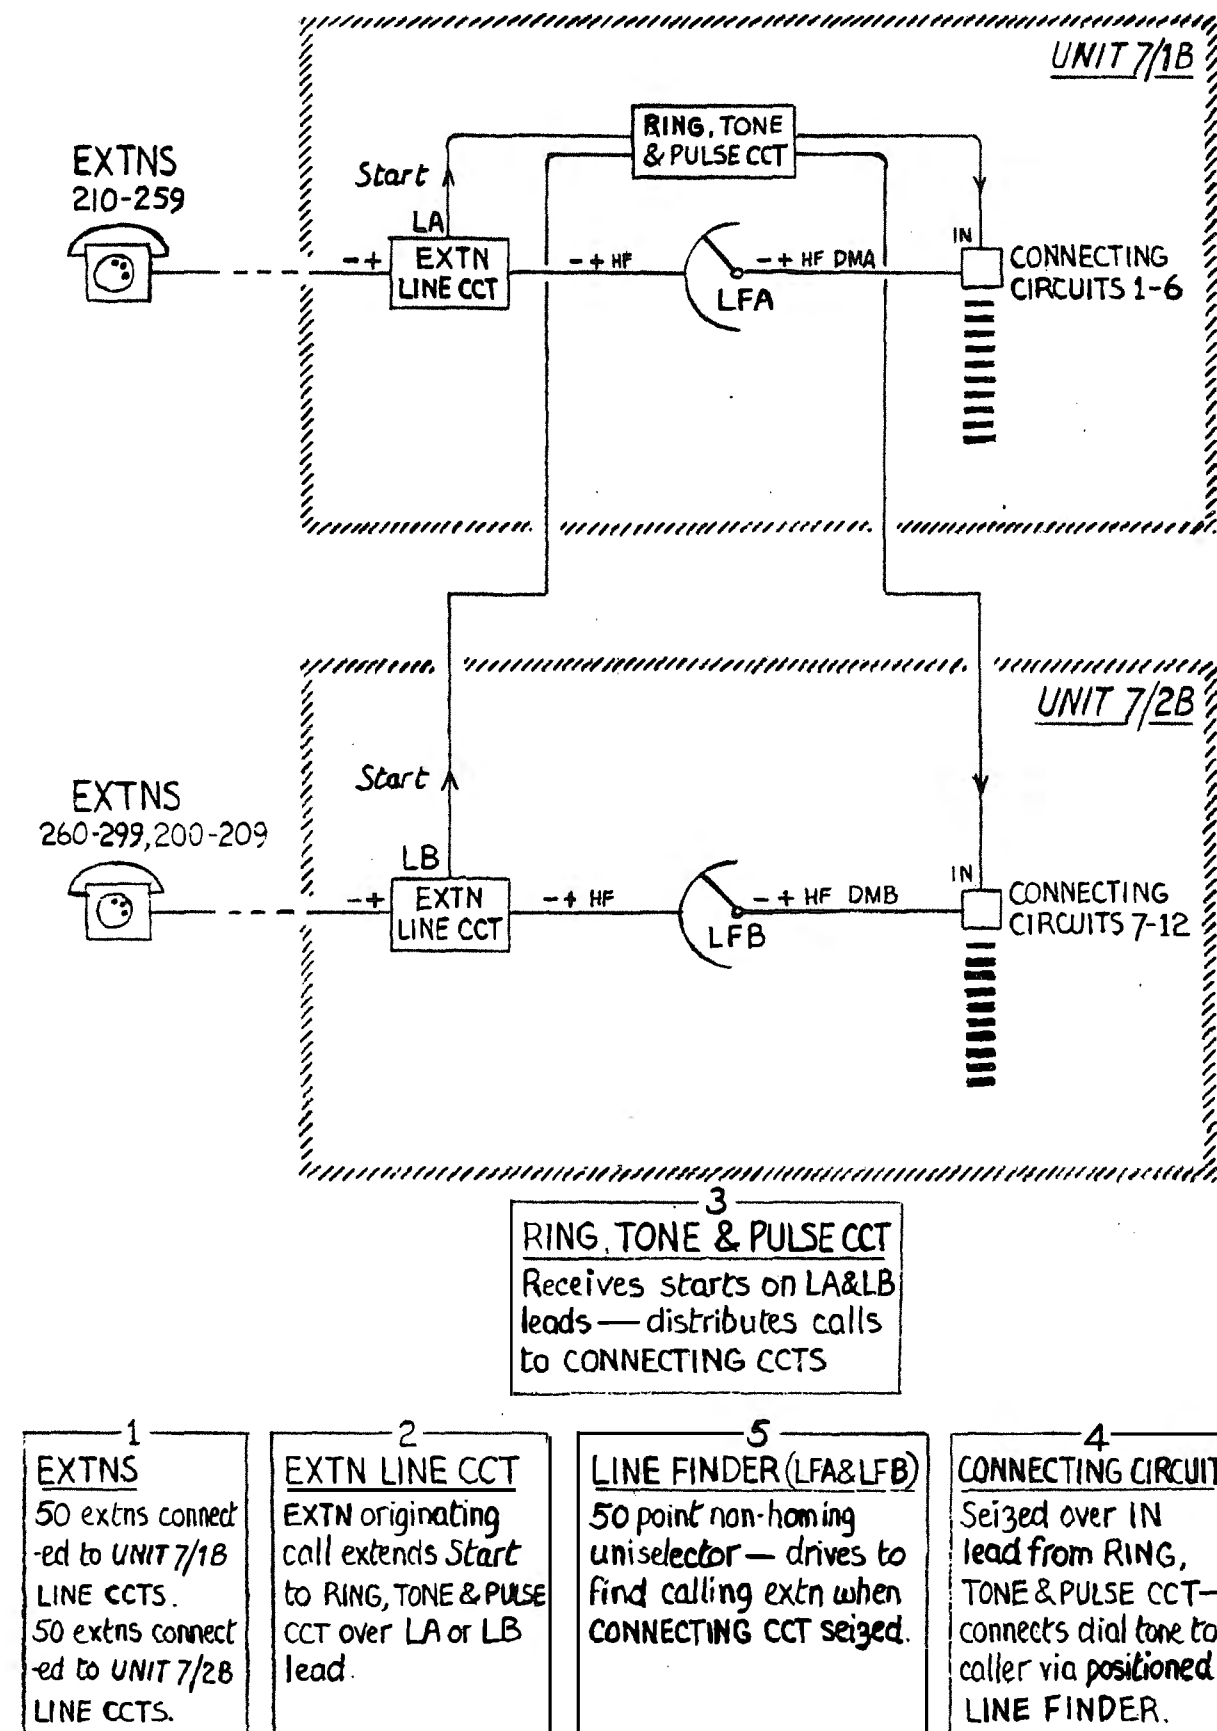 UNIT 7/1B
RING, TONE
& PULSE CCT
EXTNS
210-259
Start
LA
IN
-+
EXTN
LINE CCT
-+ HF
LFA
-+ HF DMA
CONNECTING
CIRCUITS 1-6
UNIT 7/2B
EXTNS
260-299,200-209
Start
LB
IN
-+
EXTN
LINE CCT
-+ HF
LFB
-+ HF DMB
CONNECTING
CIRCUITS 7-12
3
RING, TONE & PULSE CCT
Receives starts on LA&LB
leads — distributes calls
to CONNECTING CCTS
1
EXTNS
50 extns connect
-ed to UNIT 7/1B
LINE CCTS.
50 extns connect
-ed to UNIT 7/2B
LINE CCTS.
2
EXTN LINE CCT
EXTN originating
call extends Start
to RING, TONE & PULSE
CCT over LA or LB
lead.
5
LINE FINDER (LFA&LFB)
50 point non-homing
uniselector — drives to
find calling extn when
CONNECTING CCT seized.
4
CONNECTING CIRCUIT
Seized over IN
lead from RING,
TONE & PULSE CCT—
connects dial tone to
caller via positioned
LINE FINDER.